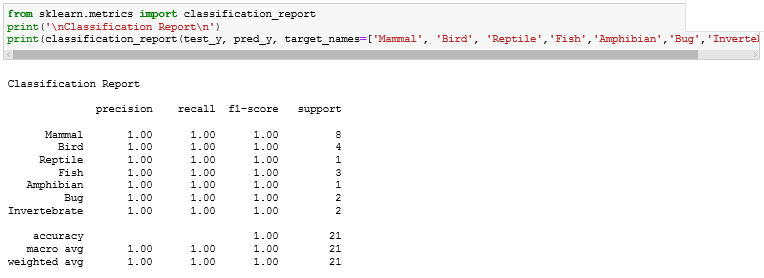 from sklearn.metrics import classification_report
print('\nClassification Report\n')
print(classification_report(test_y, pred_y, target_names=['Mammal', 'Bird', 'Reptile','Fish','Amphibian','Bug','Inverte
Classification Report
precision recall f1-score support
Mammal 1.00 1.00 1.00 8
Bird 1.00 1.00 1.00 4
Reptile 1.00 1.00 1.00 1
Fish 1.00 1.00 1.00 3
Amphibian 1.00 1.00 1.00 1
Bug 1.00 1.00 1.00 2
Invertebrate 1.00 1.00 1.00 2
accuracy 1.00 21
macro avg 1.00 1.00 1.00 21
weighted avg 1.00 1.00 1.00 21